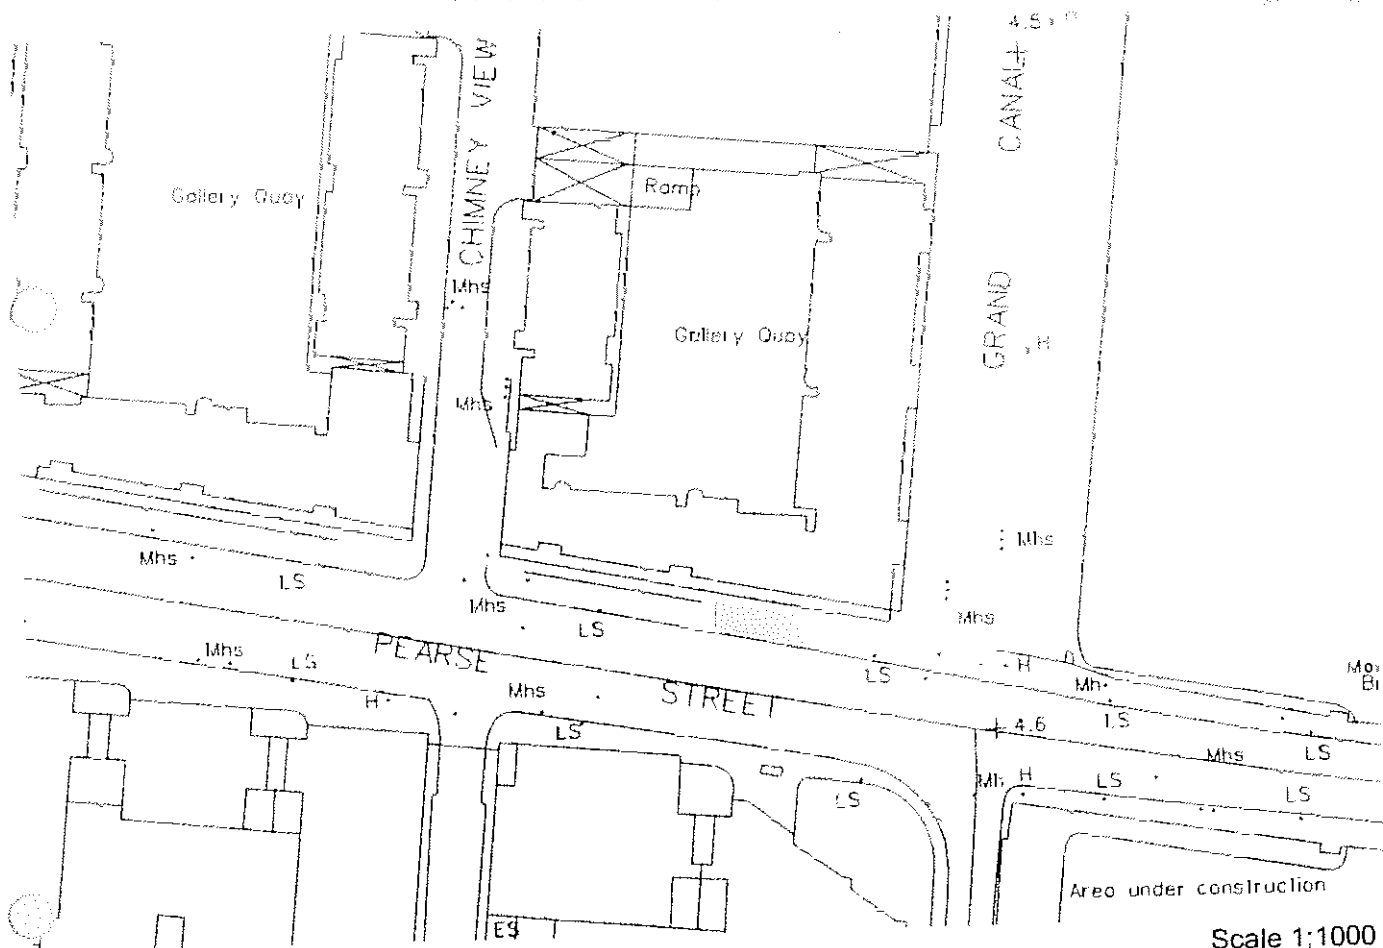 4.5
CANAL
CHIMNEY VIEW
Ramp
Gallery Quay
Mhs
GRAND
H
Gallery Quay
Mhs
Mhs
Mhs
LS
Mhs
Mhs
LS
Mhs
LS
PEARSE
H
Mhs
STREET
LS
LS
H
Mh
LS
4.6
Mhs
LS
LS
Mh
H
LS
LS
Area under construction
ES
Scale 1:1000